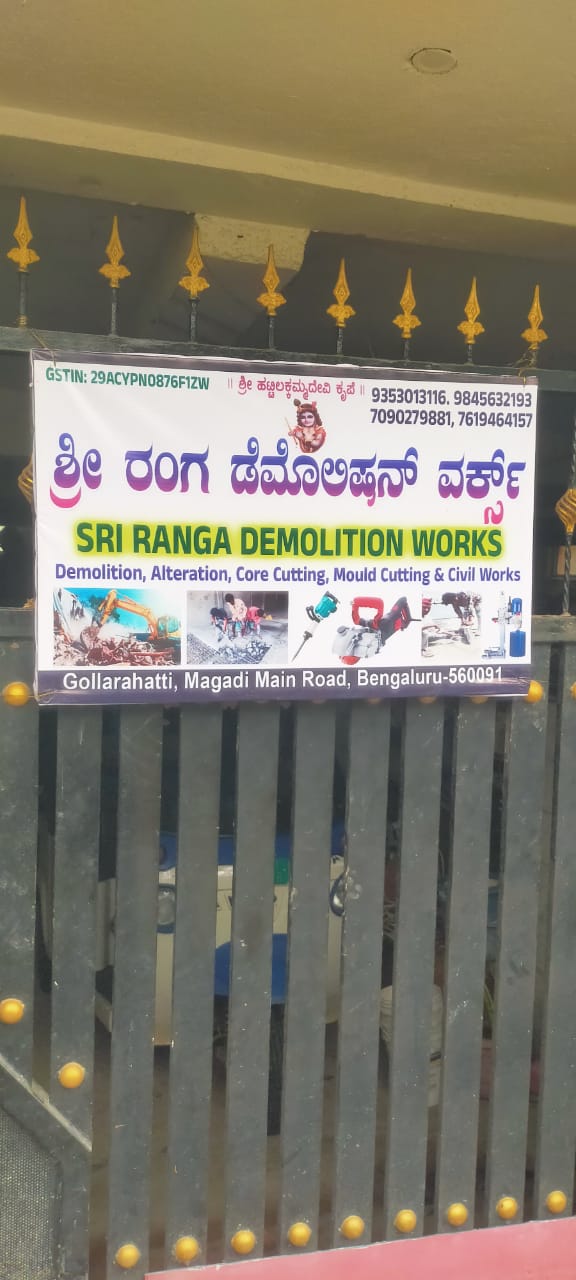 GSTIN: 29ACYPN0876F1ZW
|| ಶ್ರೀ ಹಟ್ಟಿಲಕ್ಕಮ್ಮದೇವಿ ಕೃಪೆ ||
9353013116. 9845632193
7090279881, 7619464157
ಶ್ರೀ ರಂಗ ಡೆಮೋಲಿಷನ್ ವರ್ಕ್ಸ್
SRI RANGA DEMOLITION WORKS
Demolition, Alteration, Core Cutting, Mould Cutting & Civil Works
Gollarahatti, Magadi Main Road, Bengaluru-560091